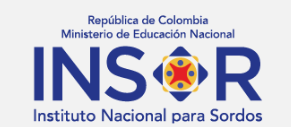 República de Colombia
Ministerio de Educación Nacional
INSOR
Instituto Nacional para Sordos